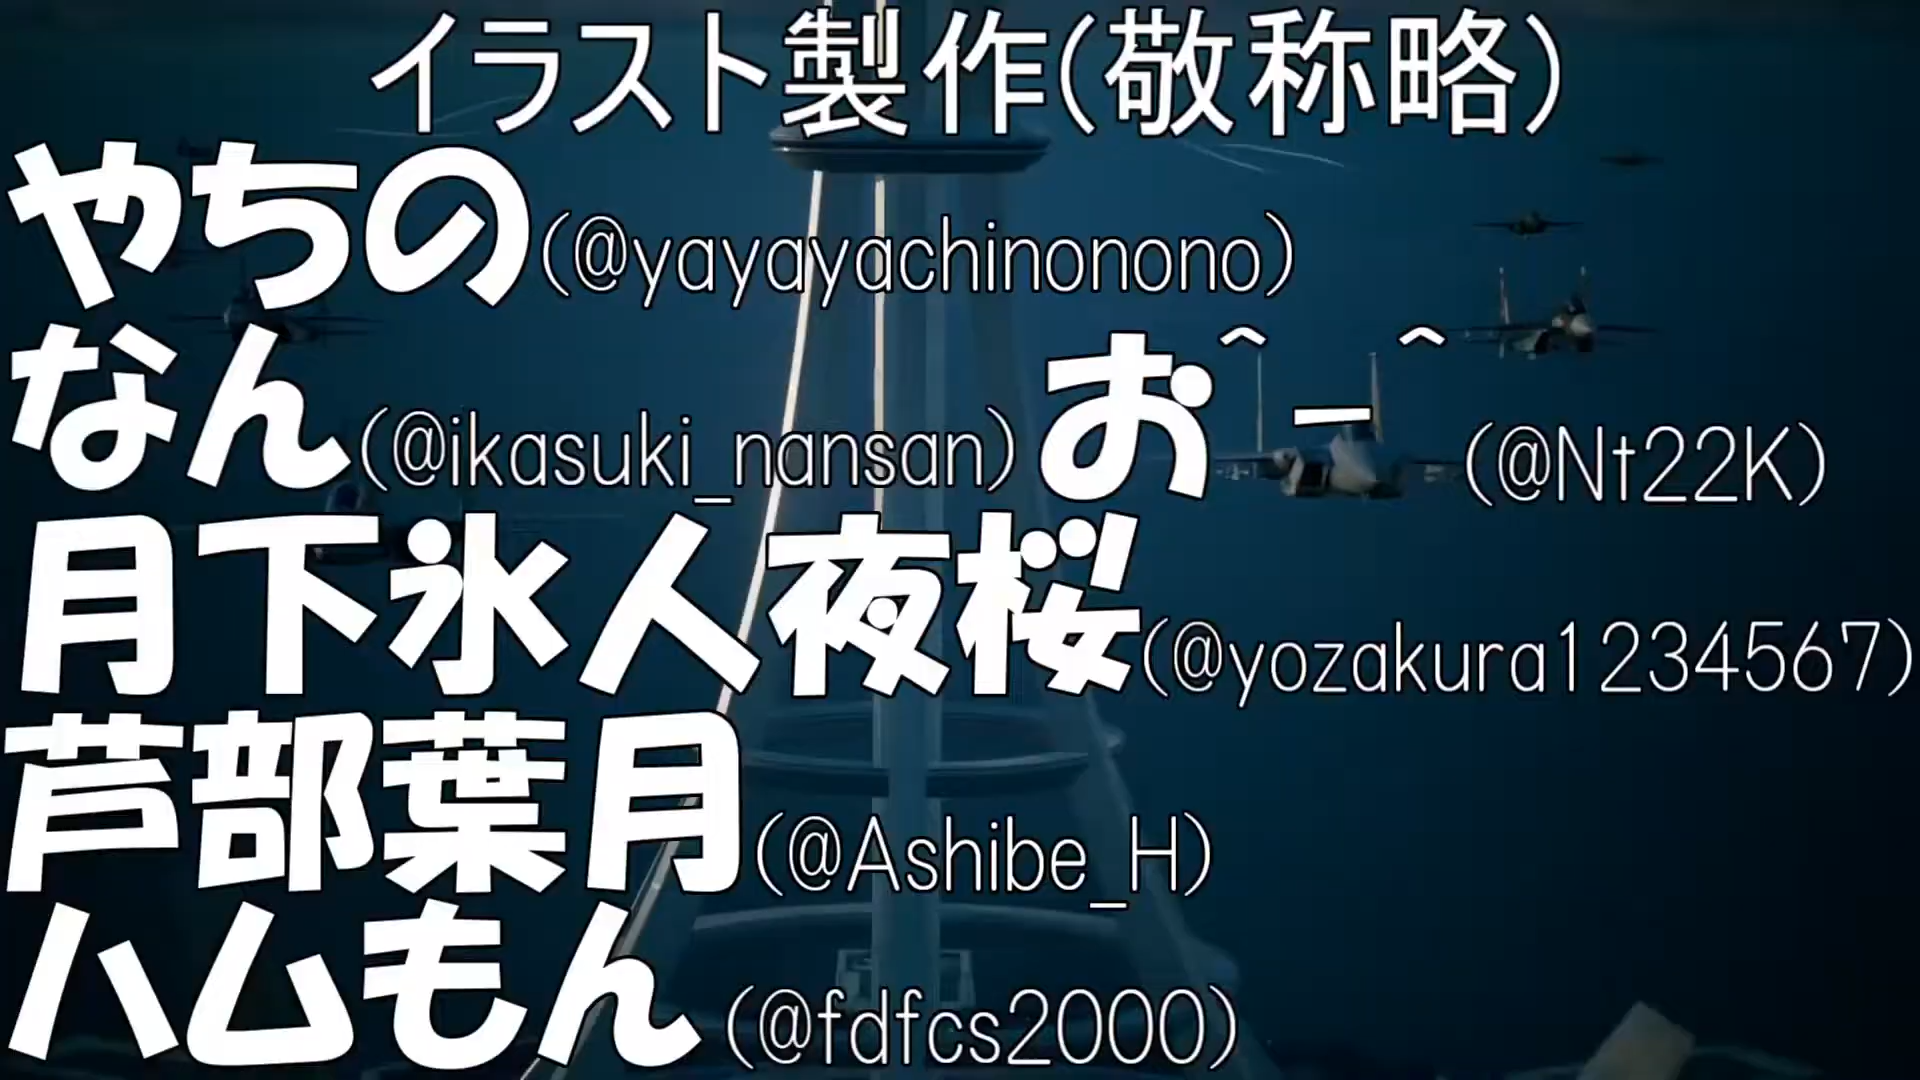 イラスト製作(敬称略)
やちの(@yayayachinonono)
なん(@ikasuki_nansan) お^_^(@Nt22K)
月下氷人夜桜(@yozakura1234567)
芦部葉月(@Ashibe_H)
ハムもん(@fdfcs2000)